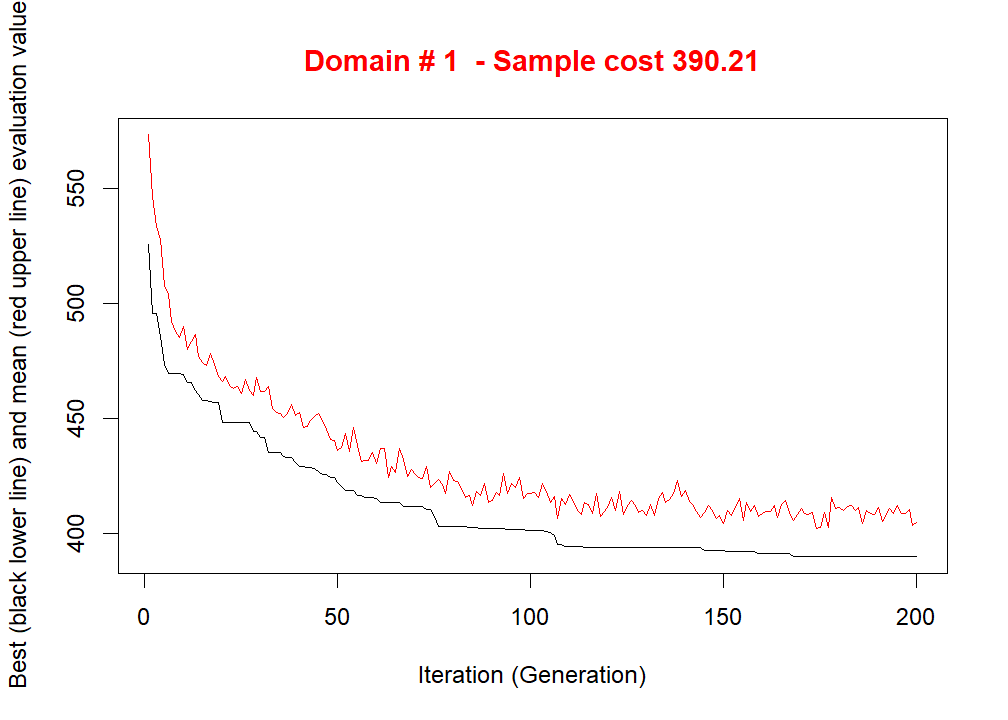 Domain # 1  - Sample cost 390.21
Best (black lower line) and mean (red upper line) evaluation value
550
500
450
400
0 50 100 150 200
Iteration (Generation)